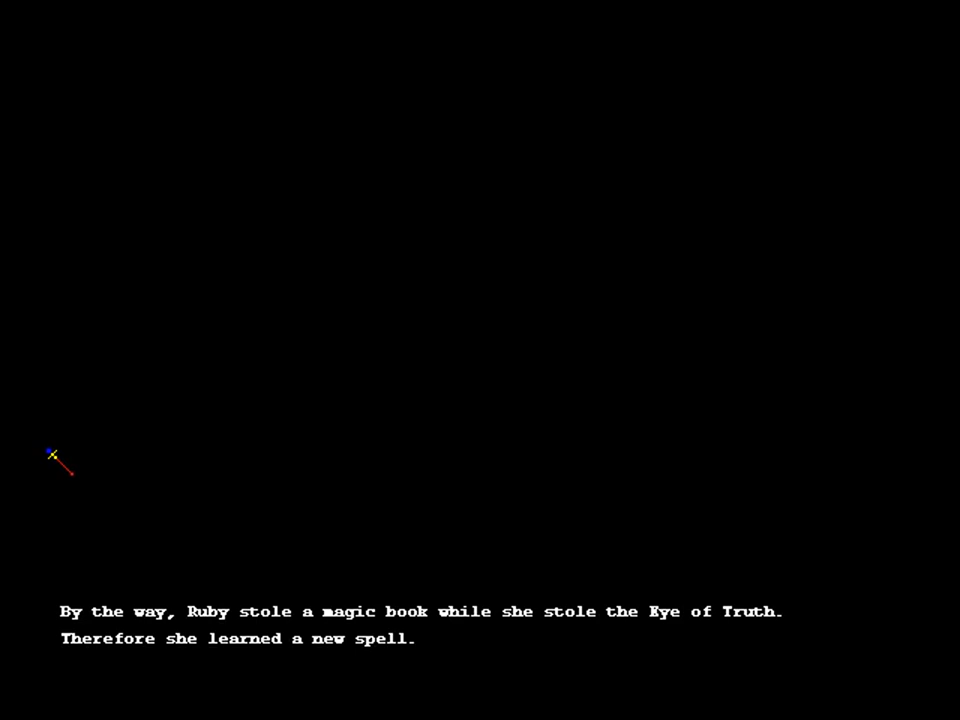 By the way, Ruby stole a magic book while she stole the Eye of Truth.
Therefore she learned a new spell.